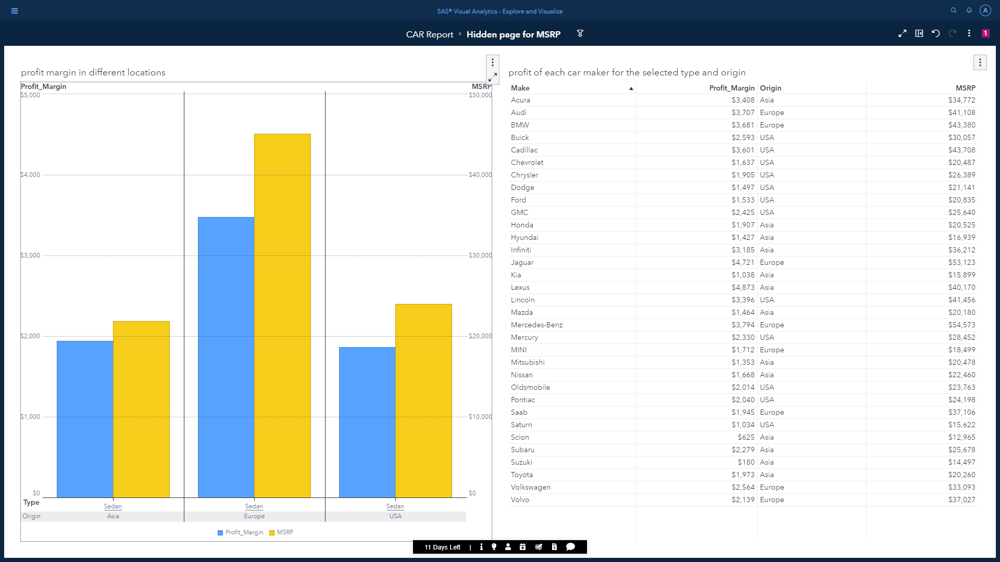 SAS® Visual Analytics - Explore and Visualize
A
CAR Report > Hidden page for MSRP
1
profit margin in different locations
Profit_Margin MSRP
$5,000 $50,000
$4,000 $40,000
$3,000 $30,000
$2,000 $20,000
$1,000 $10,000
$0 $0
Type Sedan Sedan Sedan
Origin Asia Europe USA
Profit_Margin MSRP
profit of each car maker for the selected type and origin
Make Profit_Margin Origin MSRP
Acura $3,408 Asia $34,772
Audi $3,707 Europe $41,108
BMW $3,681 Europe $43,380
Buick $2,593 USA $30,057
Cadillac $3,601 USA $43,708
Chevrolet $1,637 USA $20,487
Chrysler $1,905 USA $26,389
Dodge $1,497 USA $21,141
Ford $1,533 USA $20,835
GMC $2,425 USA $25,640
Honda $1,907 Asia $20,525
Hyundai $1,427 Asia $16,939
Infiniti $3,185 Asia $36,212
Jaguar $4,721 Europe $53,123
Kia $1,038 Asia $15,899
Lexus $4,873 Asia $40,170
Lincoln $3,396 USA $41,456
Mazda $1,464 Asia $20,180
Mercedes-Benz $3,794 Europe $54,573
Mercury $2,330 USA $28,452
MINI $1,712 Europe $18,499
Mitsubishi $1,353 Asia $20,478
Nissan $1,668 Asia $22,460
Oldsmobile $2,014 USA $23,763
Pontiac $2,040 USA $24,198
Saab $1,945 Europe $37,106
Saturn $1,034 USA $15,622
Scion $625 Asia $12,965
Subaru $2,279 Asia $25,678
Suzuki $180 Asia $14,497
Toyota $1,973 Asia $20,260
Volkswagen $2,564 Europe $33,093
Volvo $2,139 Europe $37,027
11 Days Left |